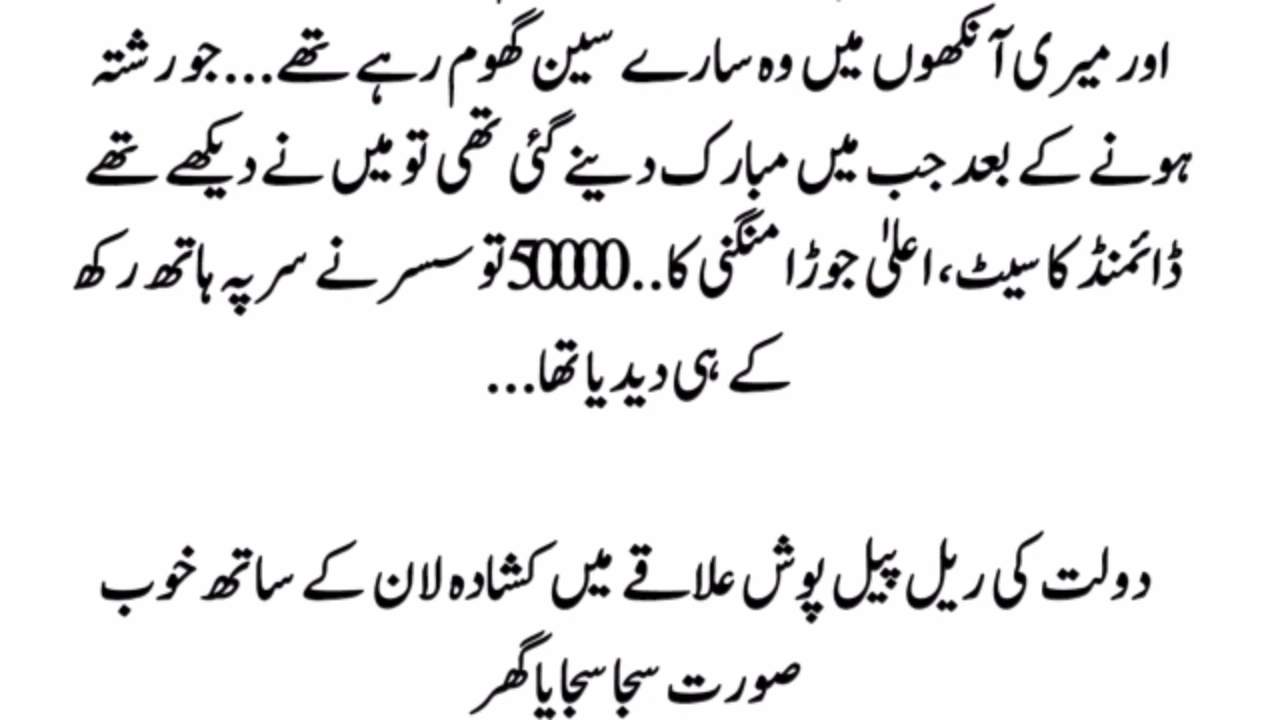 اور میری آنکھوں میں وہ سارے سین گھوم رہے تھے...جو رشتہ
ہونے کے بعد جب میں مبارک دینے گئی تھی تو میں نے دیکھے تھے
ڈائمنڈ کا سیٹ، اعلیٰ جوڑا منگنی کا..50000تو سسر نے سر پہ ہاتھ رکھ
کے ہی دیدیا تھا...
دولت کی ریل پیل پوش علاقے میں کشادہ لان کے ساتھ خوب
صورت سجا سجایا گھر